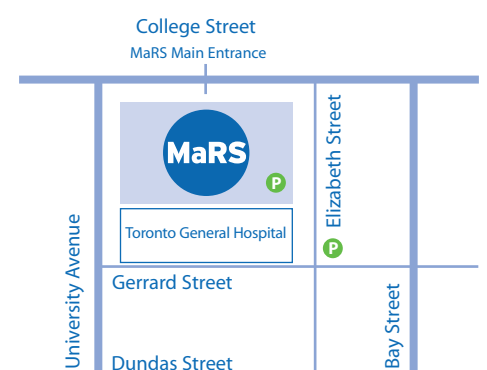 College Street
MaRS Main Entrance
MaRS
P
Toronto General Hospital
Elizabeth Street
P
University Avenue
Gerrard Street
Bay Street
Dundas Street